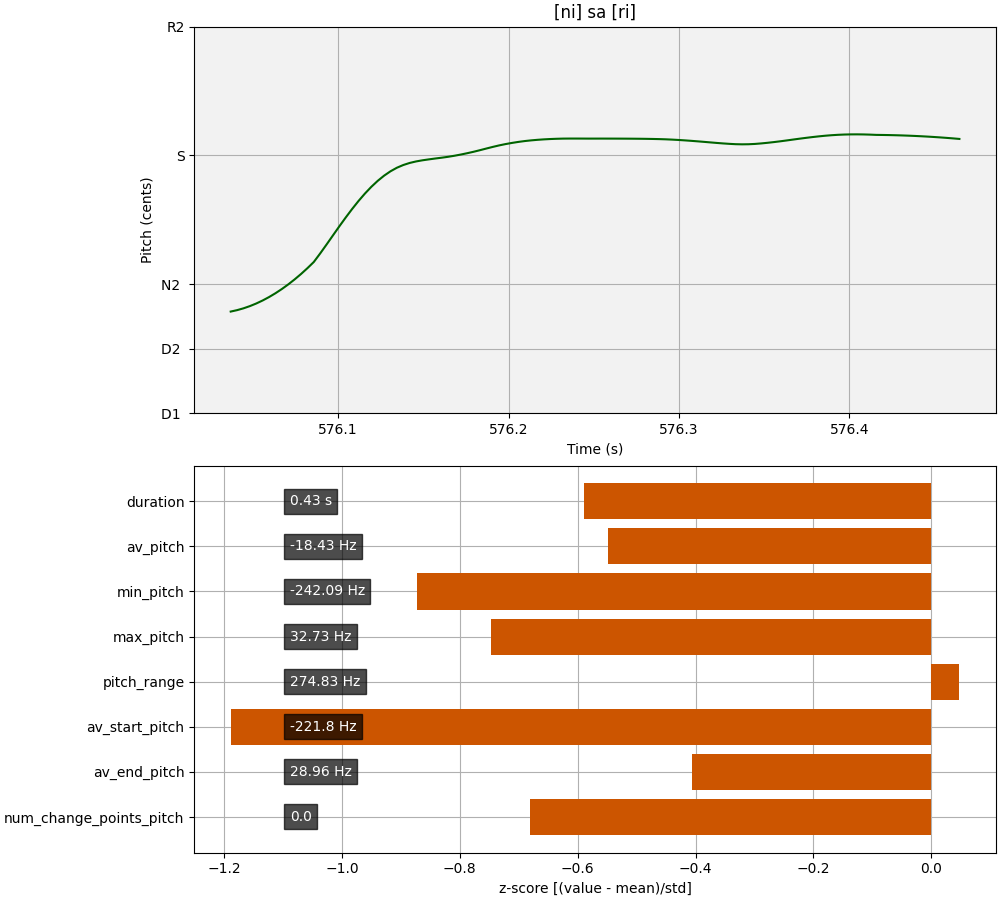 [ni] sa [ri]
R2
S
N2
D2
D1
Pitch (cents)
576.1 576.2 576.3 576.4
Time (s)
duration 0.43 s
av_pitch -18.43 Hz
min_pitch -242.09 Hz
max_pitch 32.73 Hz
pitch_range 274.83 Hz
av_start_pitch -221.8 Hz
av_end_pitch 28.96 Hz
num_change_points_pitch 0.0
−1.2 −1.0 −0.8 −0.6 −0.4 −0.2 0.0
z-score [(value - mean)/std]